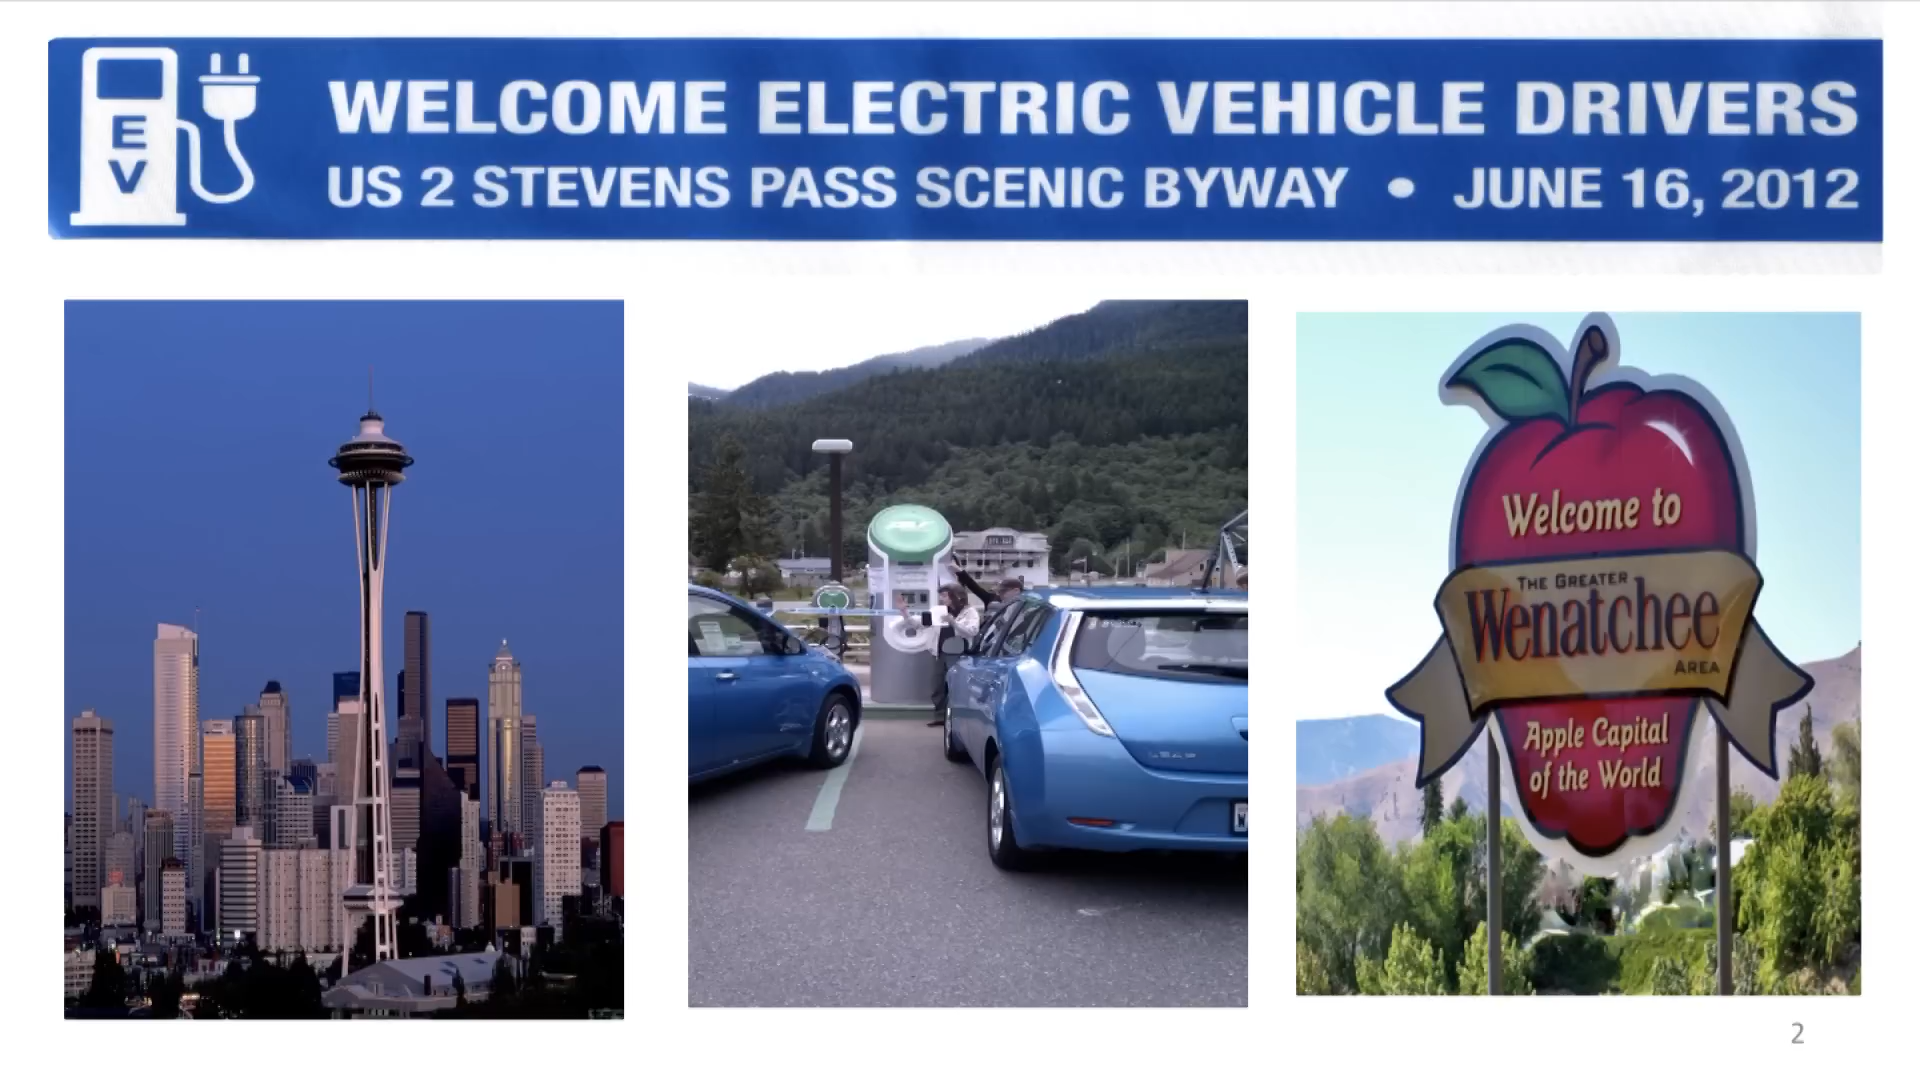 E
V
WELCOME ELECTRIC VEHICLE DRIVERS
US 2 STEVENS PASS SCENIC BYWAY • JUNE 16, 2012
Welcome to
THE GREATER
Wenatchee
AREA
Apple Capital
of the World
LEAF
2